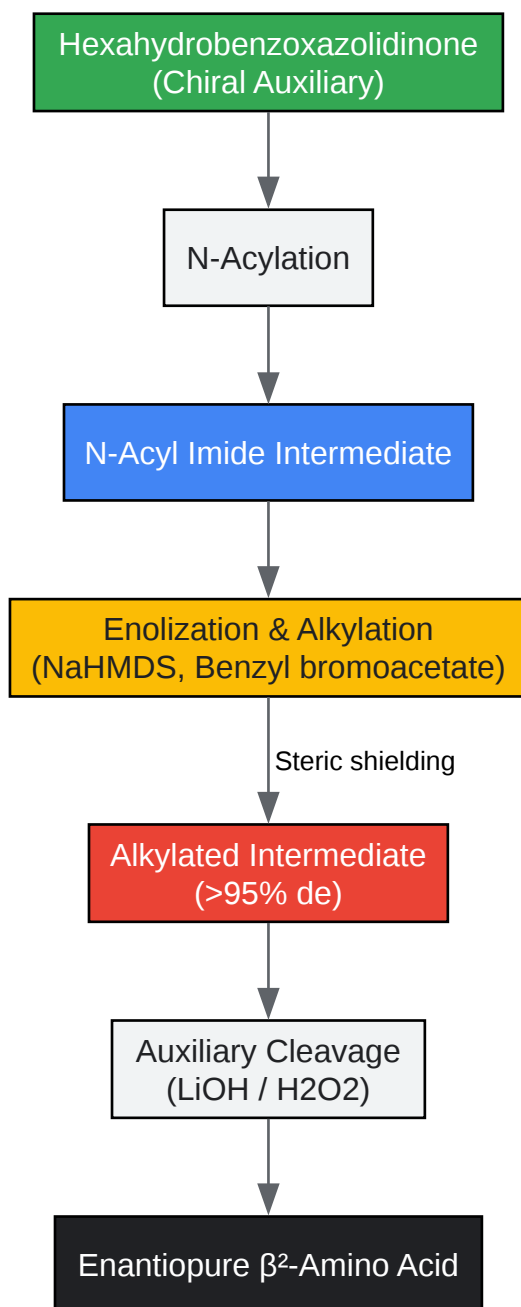 Hexahydrobenzoxazolidinone
(Chiral Auxiliary)
N-Acylation
N-Acyl Imide Intermediate
Enolization & Alkylation
(NaHMDS, Benzyl bromoacetate)
Steric shielding
Alkylated Intermediate
(>95% de)
Auxiliary Cleavage
(LiOH / H2O2)
Enantiopure β²-Amino Acid